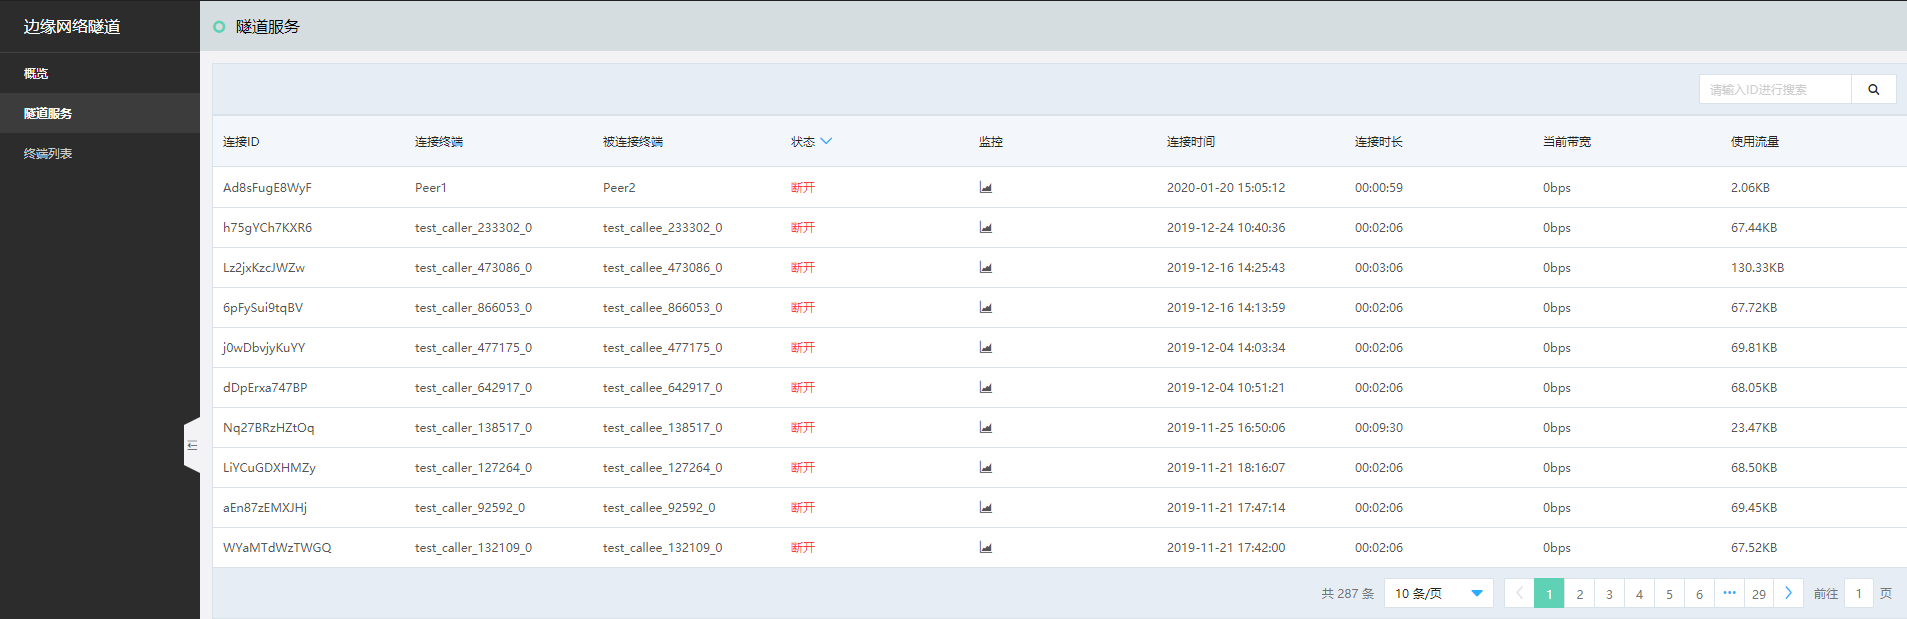 边缘网络隧道
概览
隧道服务
终端列表
隧道服务
请输入ID进行搜索
连接ID 连接终端 被连接终端 状态 监控 连接时间 连接时长 当前带宽 使用流量
Ad8sFugE8WyF Peer1 Peer2 断开 2020-01-20 15:05:12 00:00:59 0bps 2.06KB
h75gYCh7KXR6 test_caller_233302_0 test_callee_233302_0 断开 2019-12-24 10:40:36 00:02:06 0bps 67.44KB
Lz2jxKzcJWZw test_caller_473086_0 test_callee_473086_0 断开 2019-12-16 14:25:43 00:03:06 0bps 130.33KB
6pFySui9tqBV test_caller_866053_0 test_callee_866053_0 断开 2019-12-16 14:13:59 00:02:06 0bps 67.72KB
j0wDbvjyKuYY test_caller_477175_0 test_callee_477175_0 断开 2019-12-04 14:03:34 00:02:06 0bps 69.81KB
dDpErxa747BP test_caller_642917_0 test_callee_642917_0 断开 2019-12-04 10:51:21 00:02:06 0bps 68.05KB
Nq27BRzHZtOq test_caller_138517_0 test_callee_138517_0 断开 2019-11-25 16:50:06 00:09:30 0bps 23.47KB
LiYCuGDXHMZy test_caller_127264_0 test_callee_127264_0 断开 2019-11-21 18:16:07 00:02:06 0bps 68.50KB
aEn87zEMXJHj test_caller_92592_0 test_callee_92592_0 断开 2019-11-21 17:47:14 00:02:06 0bps 69.45KB
WYaMTdWzTWGQ test_caller_132109_0 test_callee_132109_0 断开 2019-11-21 17:42:00 00:02:06 0bps 67.52KB
共 287 条 10 条/页 1 2 3 4 5 6 ••• 29 前往 1 页